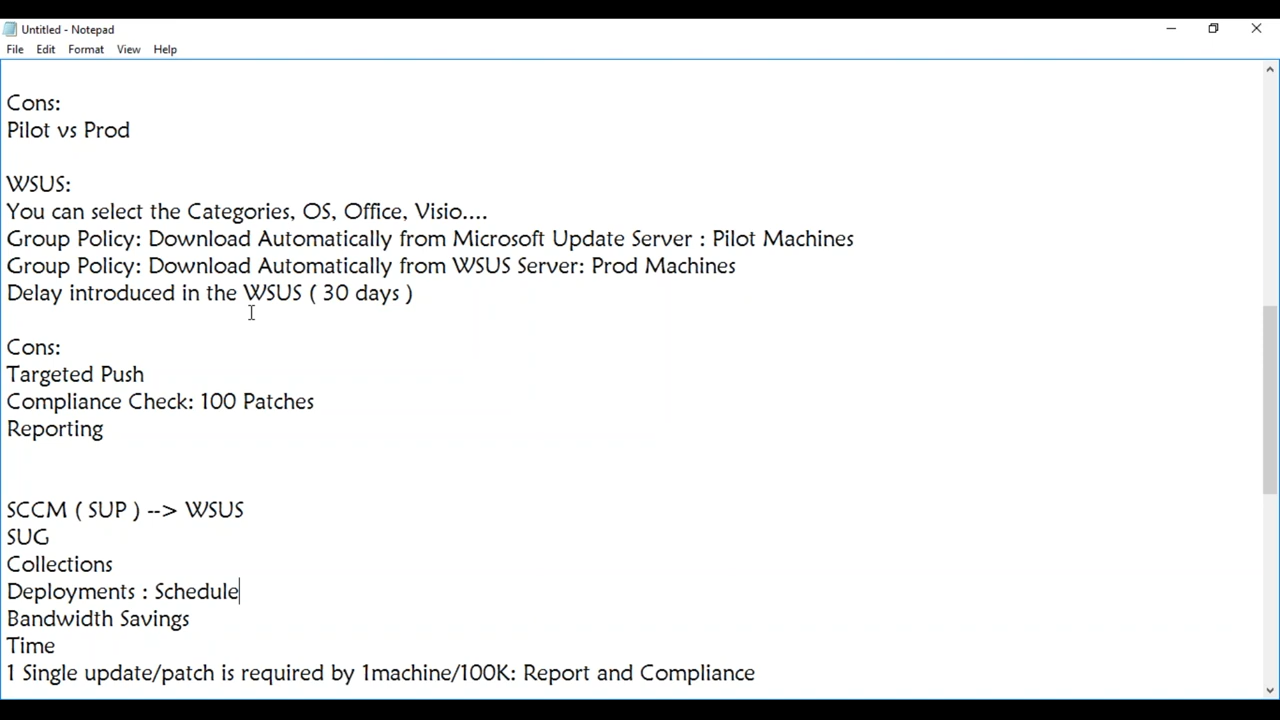 Untitled - Notepad
File Edit Format View Help
Cons:
Pilot vs Prod
WSUS:
You can select the Categories, OS, Office, Visio....
Group Policy: Download Automatically from Microsoft Update Server : Pilot Machines
Group Policy: Download Automatically from WSUS Server: Prod Machines
Delay introduced in the WSUS ( 30 days )
Cons:
Targeted Push
Compliance Check: 100 Patches
Reporting
SCCM ( SUP ) --> WSUS
SUG
Collections
Deployments : Schedule
Bandwidth Savings
Time
1 Single update/patch is required by 1machine/100K: Report and Compliance